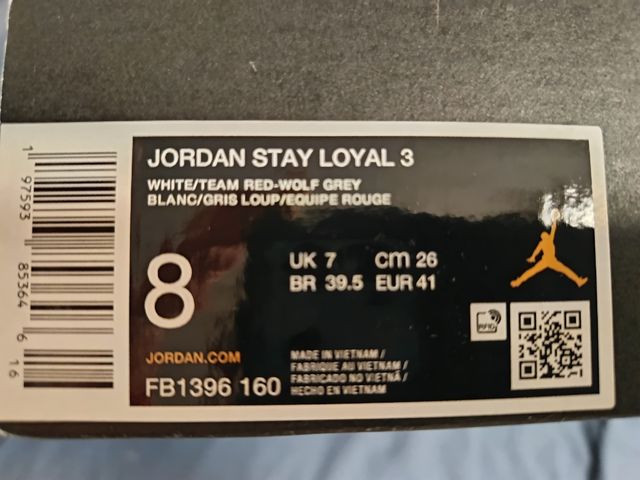 JORDAN STAY LOYAL 3
WHITE/TEAM RED-WOLF GREY
BLANC/GRIS LOUP/EQUIPE ROUGE
8
UK 7 CM 26
BR 39.5 EUR 41
JORDAN.COM
FB1396 160
MADE IN VIETNAM /
FABRIQUE AU VIETNAM /
FABRICADO NO VIETNÃ /
HECHO EN VIETNAM
RFID
1 97593 85364 6 16